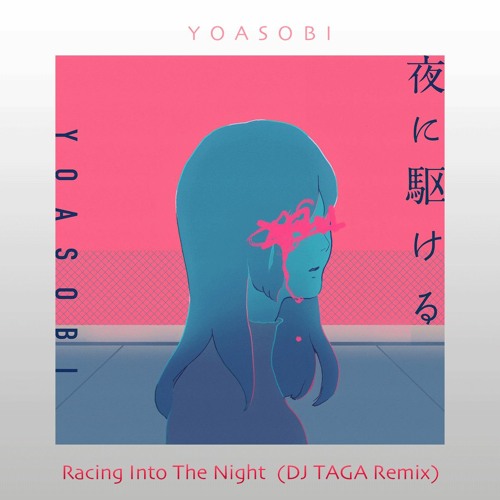 YOASOBI
夜に駆ける
YOASOBI
Racing Into The Night (DJ TAGA Remix)